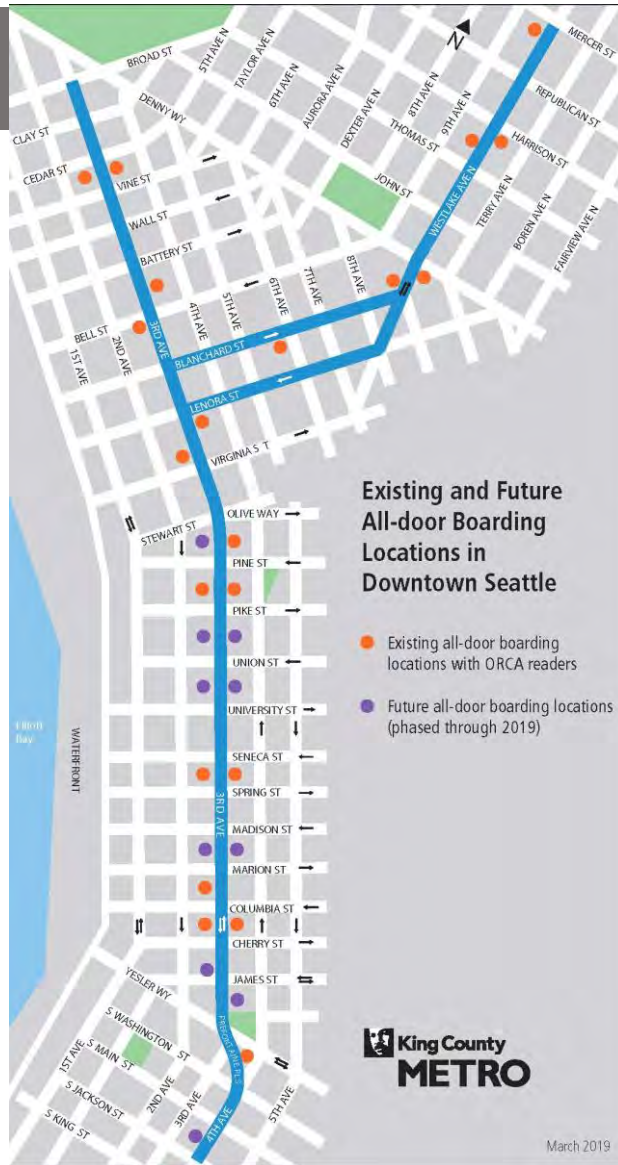 BROAD ST
5TH AVE N
TAYLOR AVE N
6TH AVE N
AURORA AVE N
DEXTER AVE N
8TH AVE N
9TH AVE N
N
MERCER ST
REPUBLICAN ST
HARRISON ST
THOMAS ST
JOHN ST
DENNY WY
CLAY ST
CEDAR ST
VINE ST
WALL ST
BATTERY ST
BELL ST
WESTLAKE AVE N
TERRY AVE N
BOREN AVE N
FAIRVIEW AVE N
1ST AVE
2ND AVE
3RD AVE
4TH AVE
5TH AVE
6TH AVE
7TH AVE
8TH AVE
BLANCHARD ST
LENORA ST
VIRGINIA S T
STEWART ST
OLIVE WAY
PINE ST
PIKE ST
UNION ST
UNIVERSITY ST
SENECA ST
SPRING ST
MADISON ST
MARION ST
COLUMBIA ST
CHERRY ST
JAMES ST
3RD AVE
Bay
WATERFRONT
Existing and Future
All-door Boarding
Locations in
Downtown Seattle
Existing all-door boarding
locations with ORCA readers
Future all-door boarding locations
(phased through 2019)
YESLER WY
S WASHINGTON ST
S MAIN ST
S JACKSON ST
S KING ST
1ST AVE
2ND AVE
3RD AVE
4TH AVE
5TH AVE
King County
METRO
March 2019